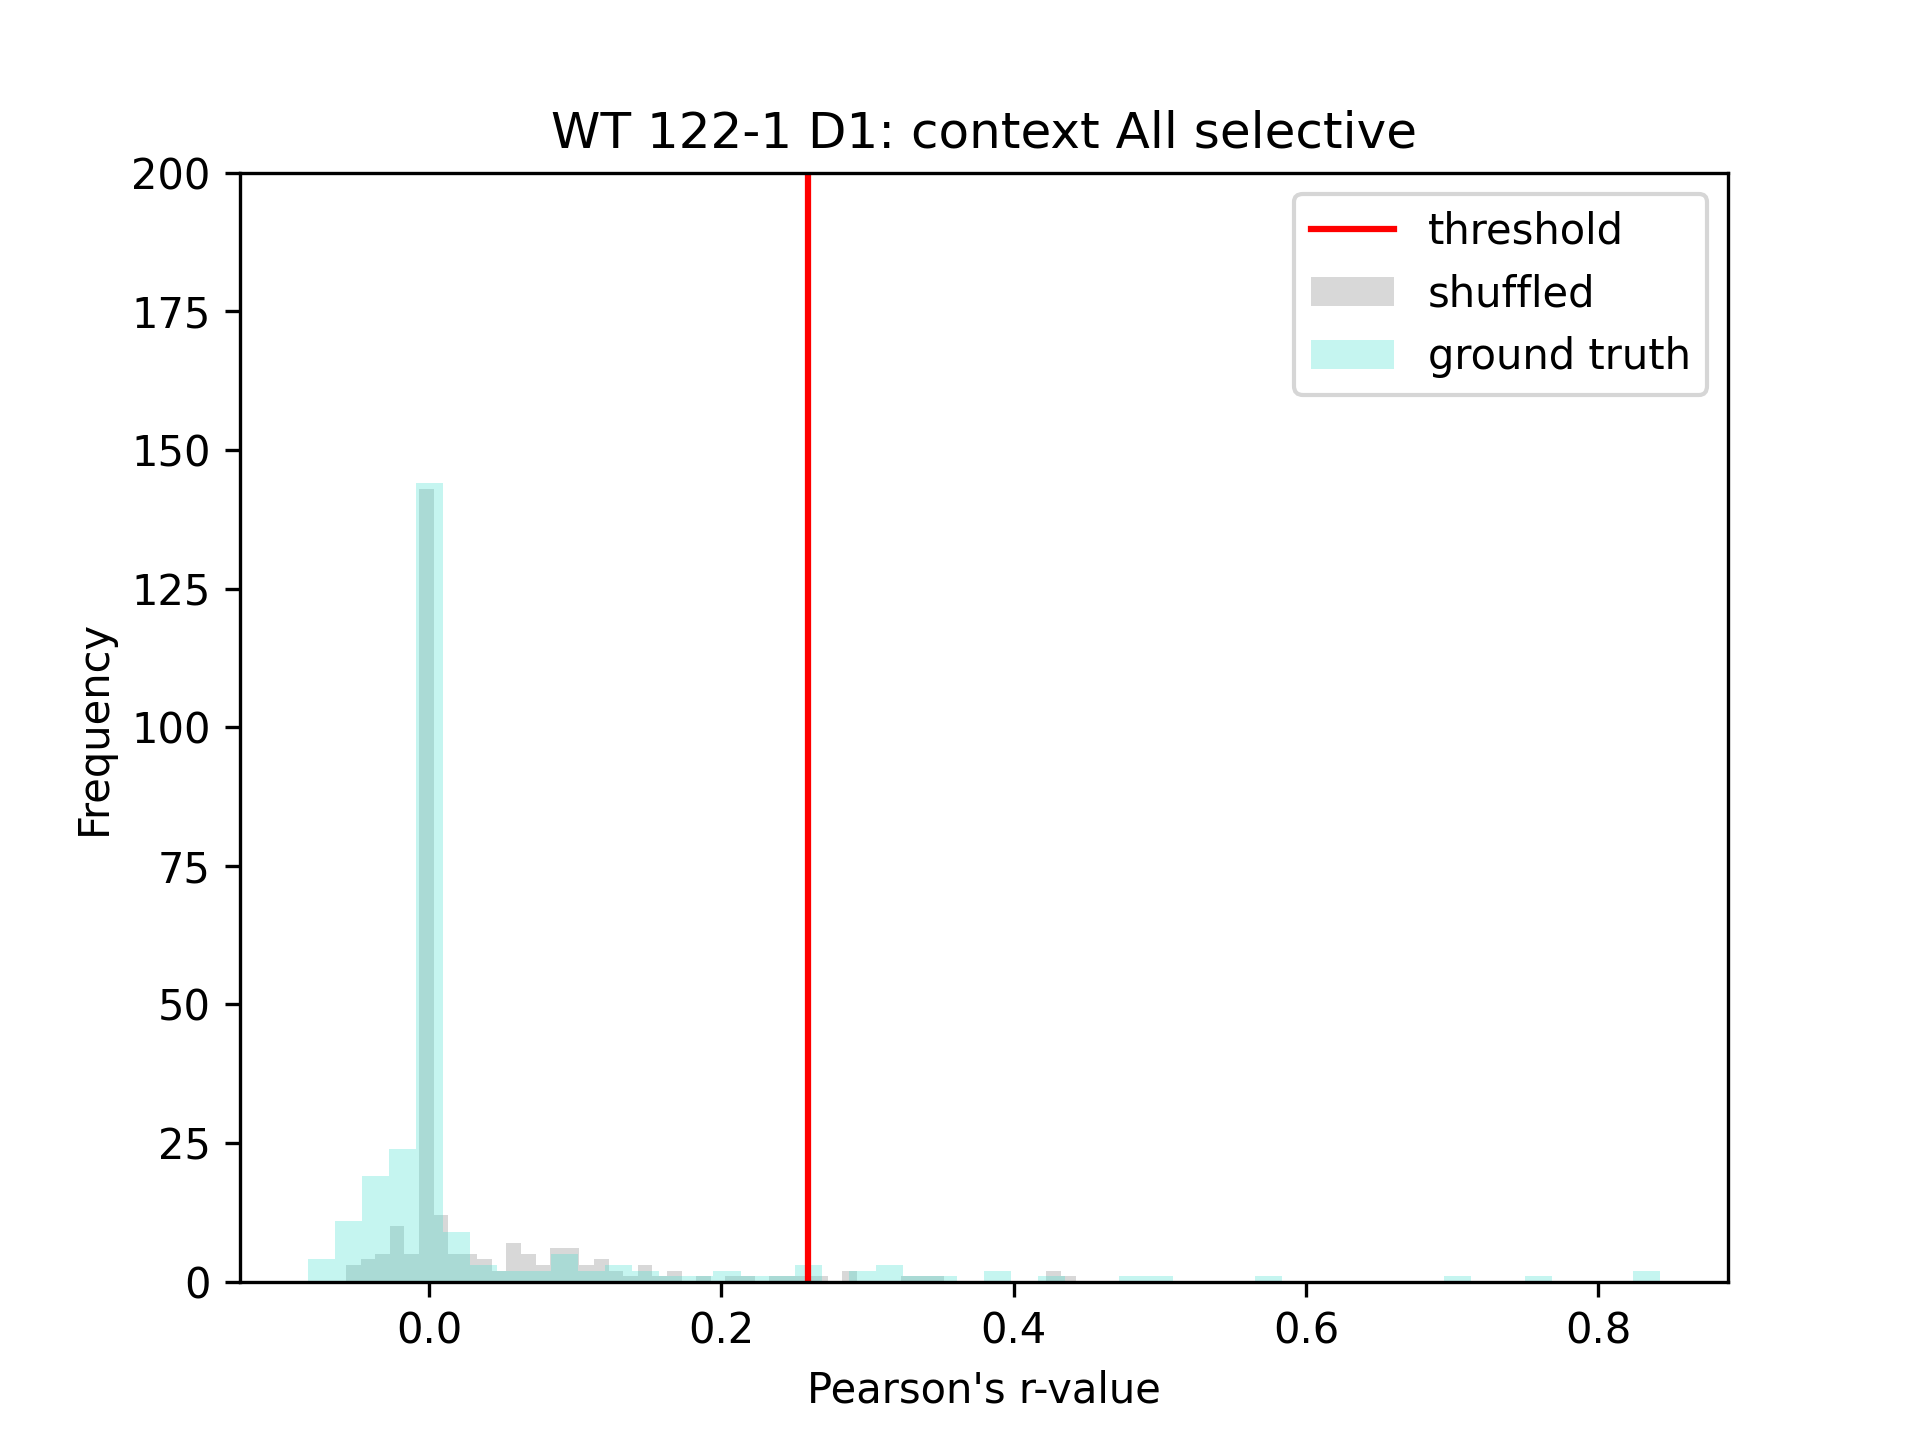 WT 122-1 D1: context All selective
200
175
150
125
100
75
50
25
0
Frequency
threshold
shuffled
ground truth
0.0 0.2 0.4 0.6 0.8
Pearson's r-value